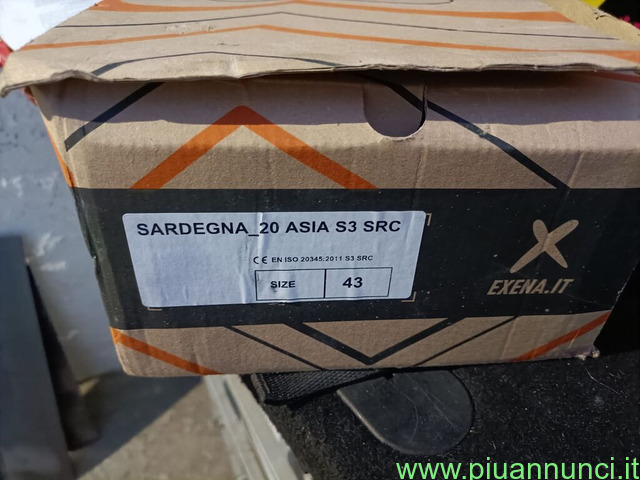 SARDEGNA_20 ASIA S3 SRC
CE EN ISO 20345:2011 S3 SRC
SIZE 43
EXENA.IT
www.piuannunci.it